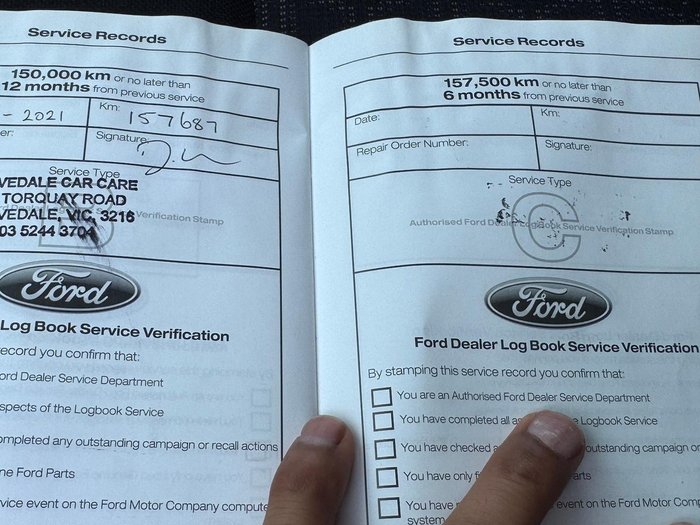 Service Records
150,000 km or no later than
12 months from previous service
- 2021
Km: 157687
er:
Signature:
Service Type
VEDALE CAR CARE
TORQUAY ROAD
VEDALE, VIC, 3216
03 5244 3704
Verification Stamp
Ford
Log Book Service Verification
ecord you confirm that:
ord Dealer Service Department
spects of the Logbook Service
ompleted any outstanding campaign or recall actions
ne Ford Parts
vice event on the Ford Motor Company compute
Service Records
157,500 km or no later than
6 months from previous service
Date:
Km:
Repair Order Number:
Signature:
Service Type
C
Authorised Ford Dealer Logbook Service Verification Stamp
Ford
Ford Dealer Log Book Service Verification
By stamping this service record you confirm that:
You are an Authorised Ford Dealer Service Department
You have completed all as Logbook Service
You have checked outstanding campaign or
You have only f arts
You have event on the Ford Motor Comp
system